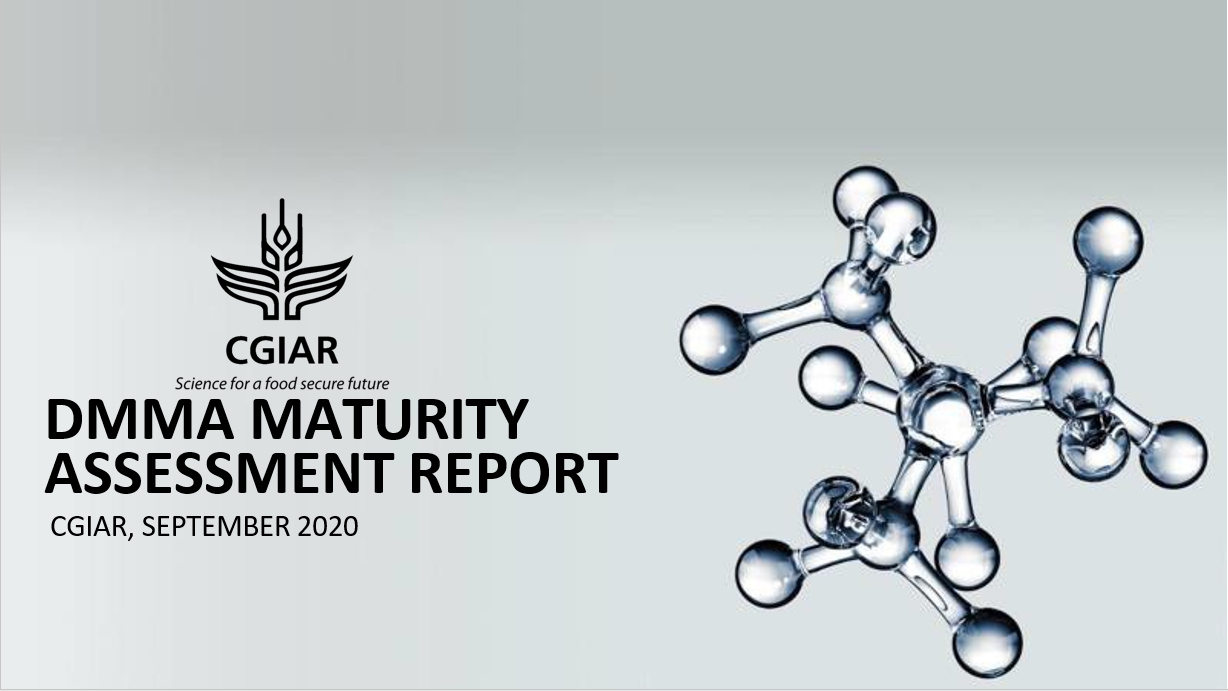 CGIAR
Science for a food secure future
DMMA MATURITY
ASSESSMENT REPORT
CGIAR, SEPTEMBER 2020